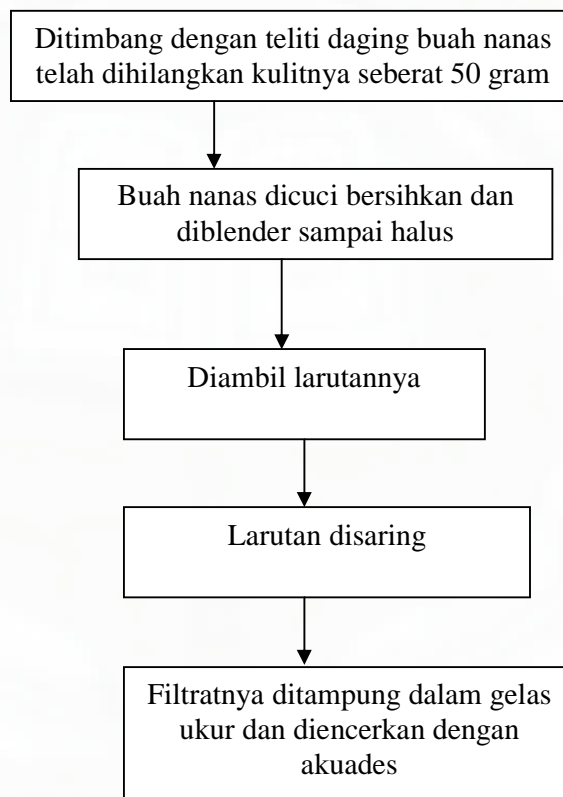 Ditimbang dengan teliti daging buah nanas
telah dihilangkan kulitnya seberat 50 gram
Buah nanas dicuci bersihkan dan
diblender sampai halus
Diambil larutannya
Larutan disaring
Filtratnya ditampung dalam gelas
ukur dan diencerkan dengan
akuades